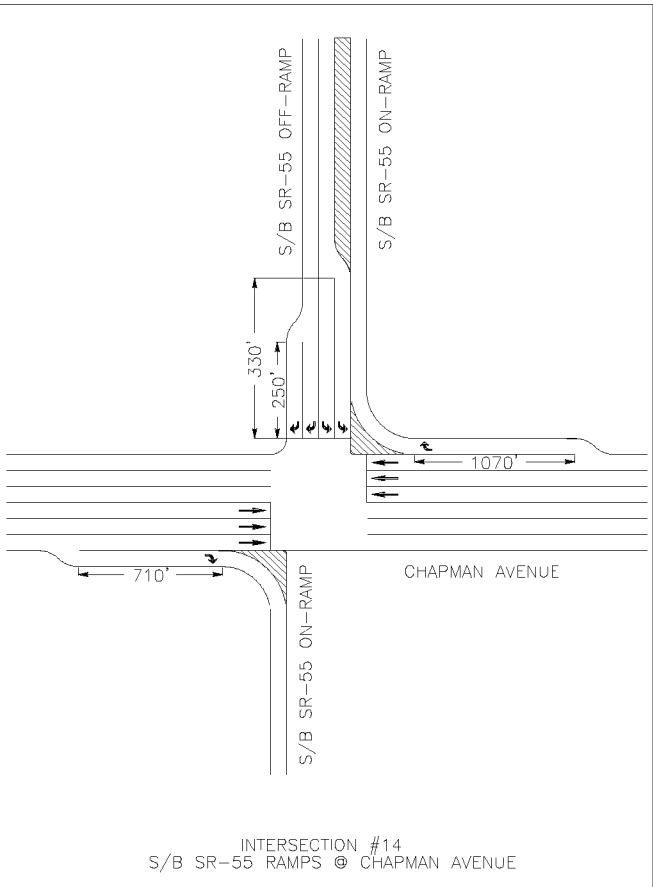 S/B SR-55 OFF-RAMP
S/B SR-55 ON-RAMP
330'
250'
1070'
710'
CHAPMAN AVENUE
S/B SR-55 ON-RAMP
INTERSECTION #14
S/B SR-55 RAMPS @ CHAPMAN AVENUE